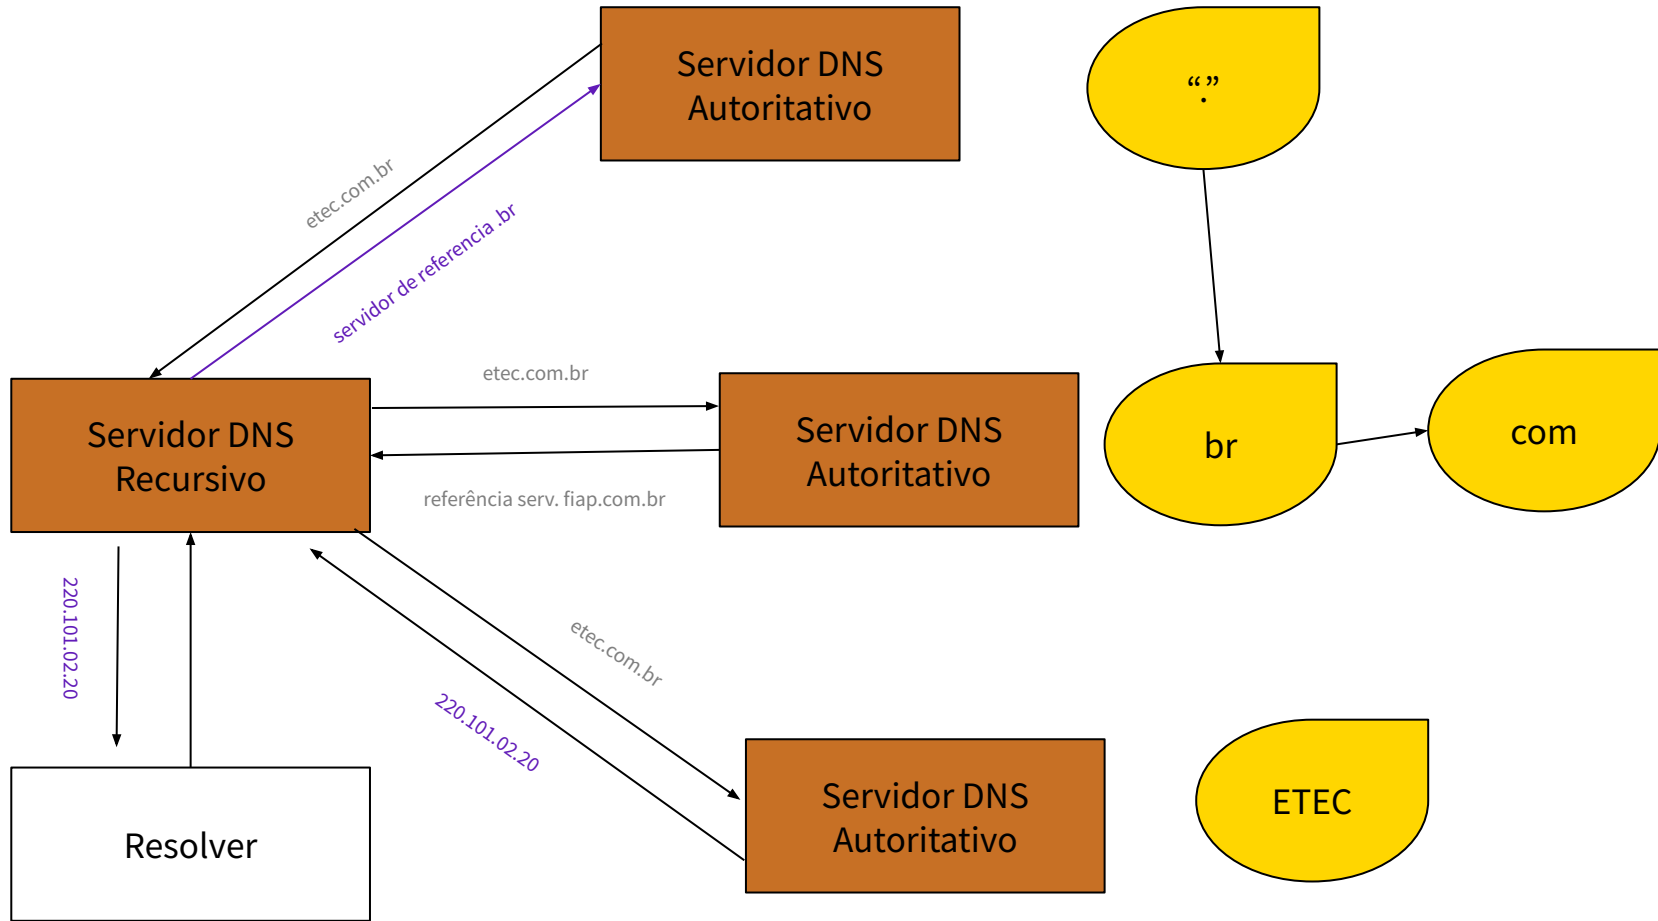 Servidor DNS
Autoritativo
“.”
etec.com.br
servidor de referencia .br
Servidor DNS
Recursivo
etec.com.br
referência serv. fiap.com.br
Servidor DNS
Autoritativo
br
com
220.101.02.20
etec.com.br
220.101.02.20
Resolver
Servidor DNS
Autoritativo
ETEC